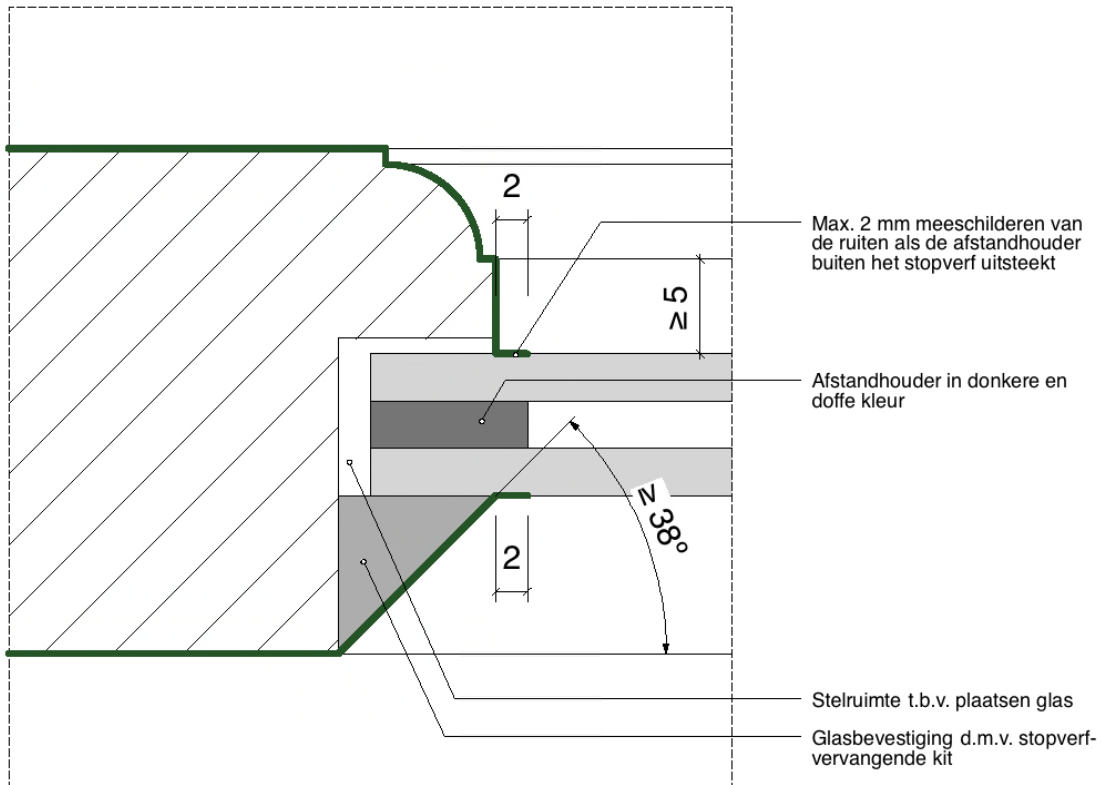 2
Max. 2 mm meeschilderen van
de ruiten als de afstandhouder
buiten het stopverf uitsteekt
≥ 5
Afstandhouder in donkere en
doffe kleur
≥ 38°
2
Stelruimte t.b.v. plaatsen glas
Glasbevestiging d.m.v. stopverf-
vervangende kit